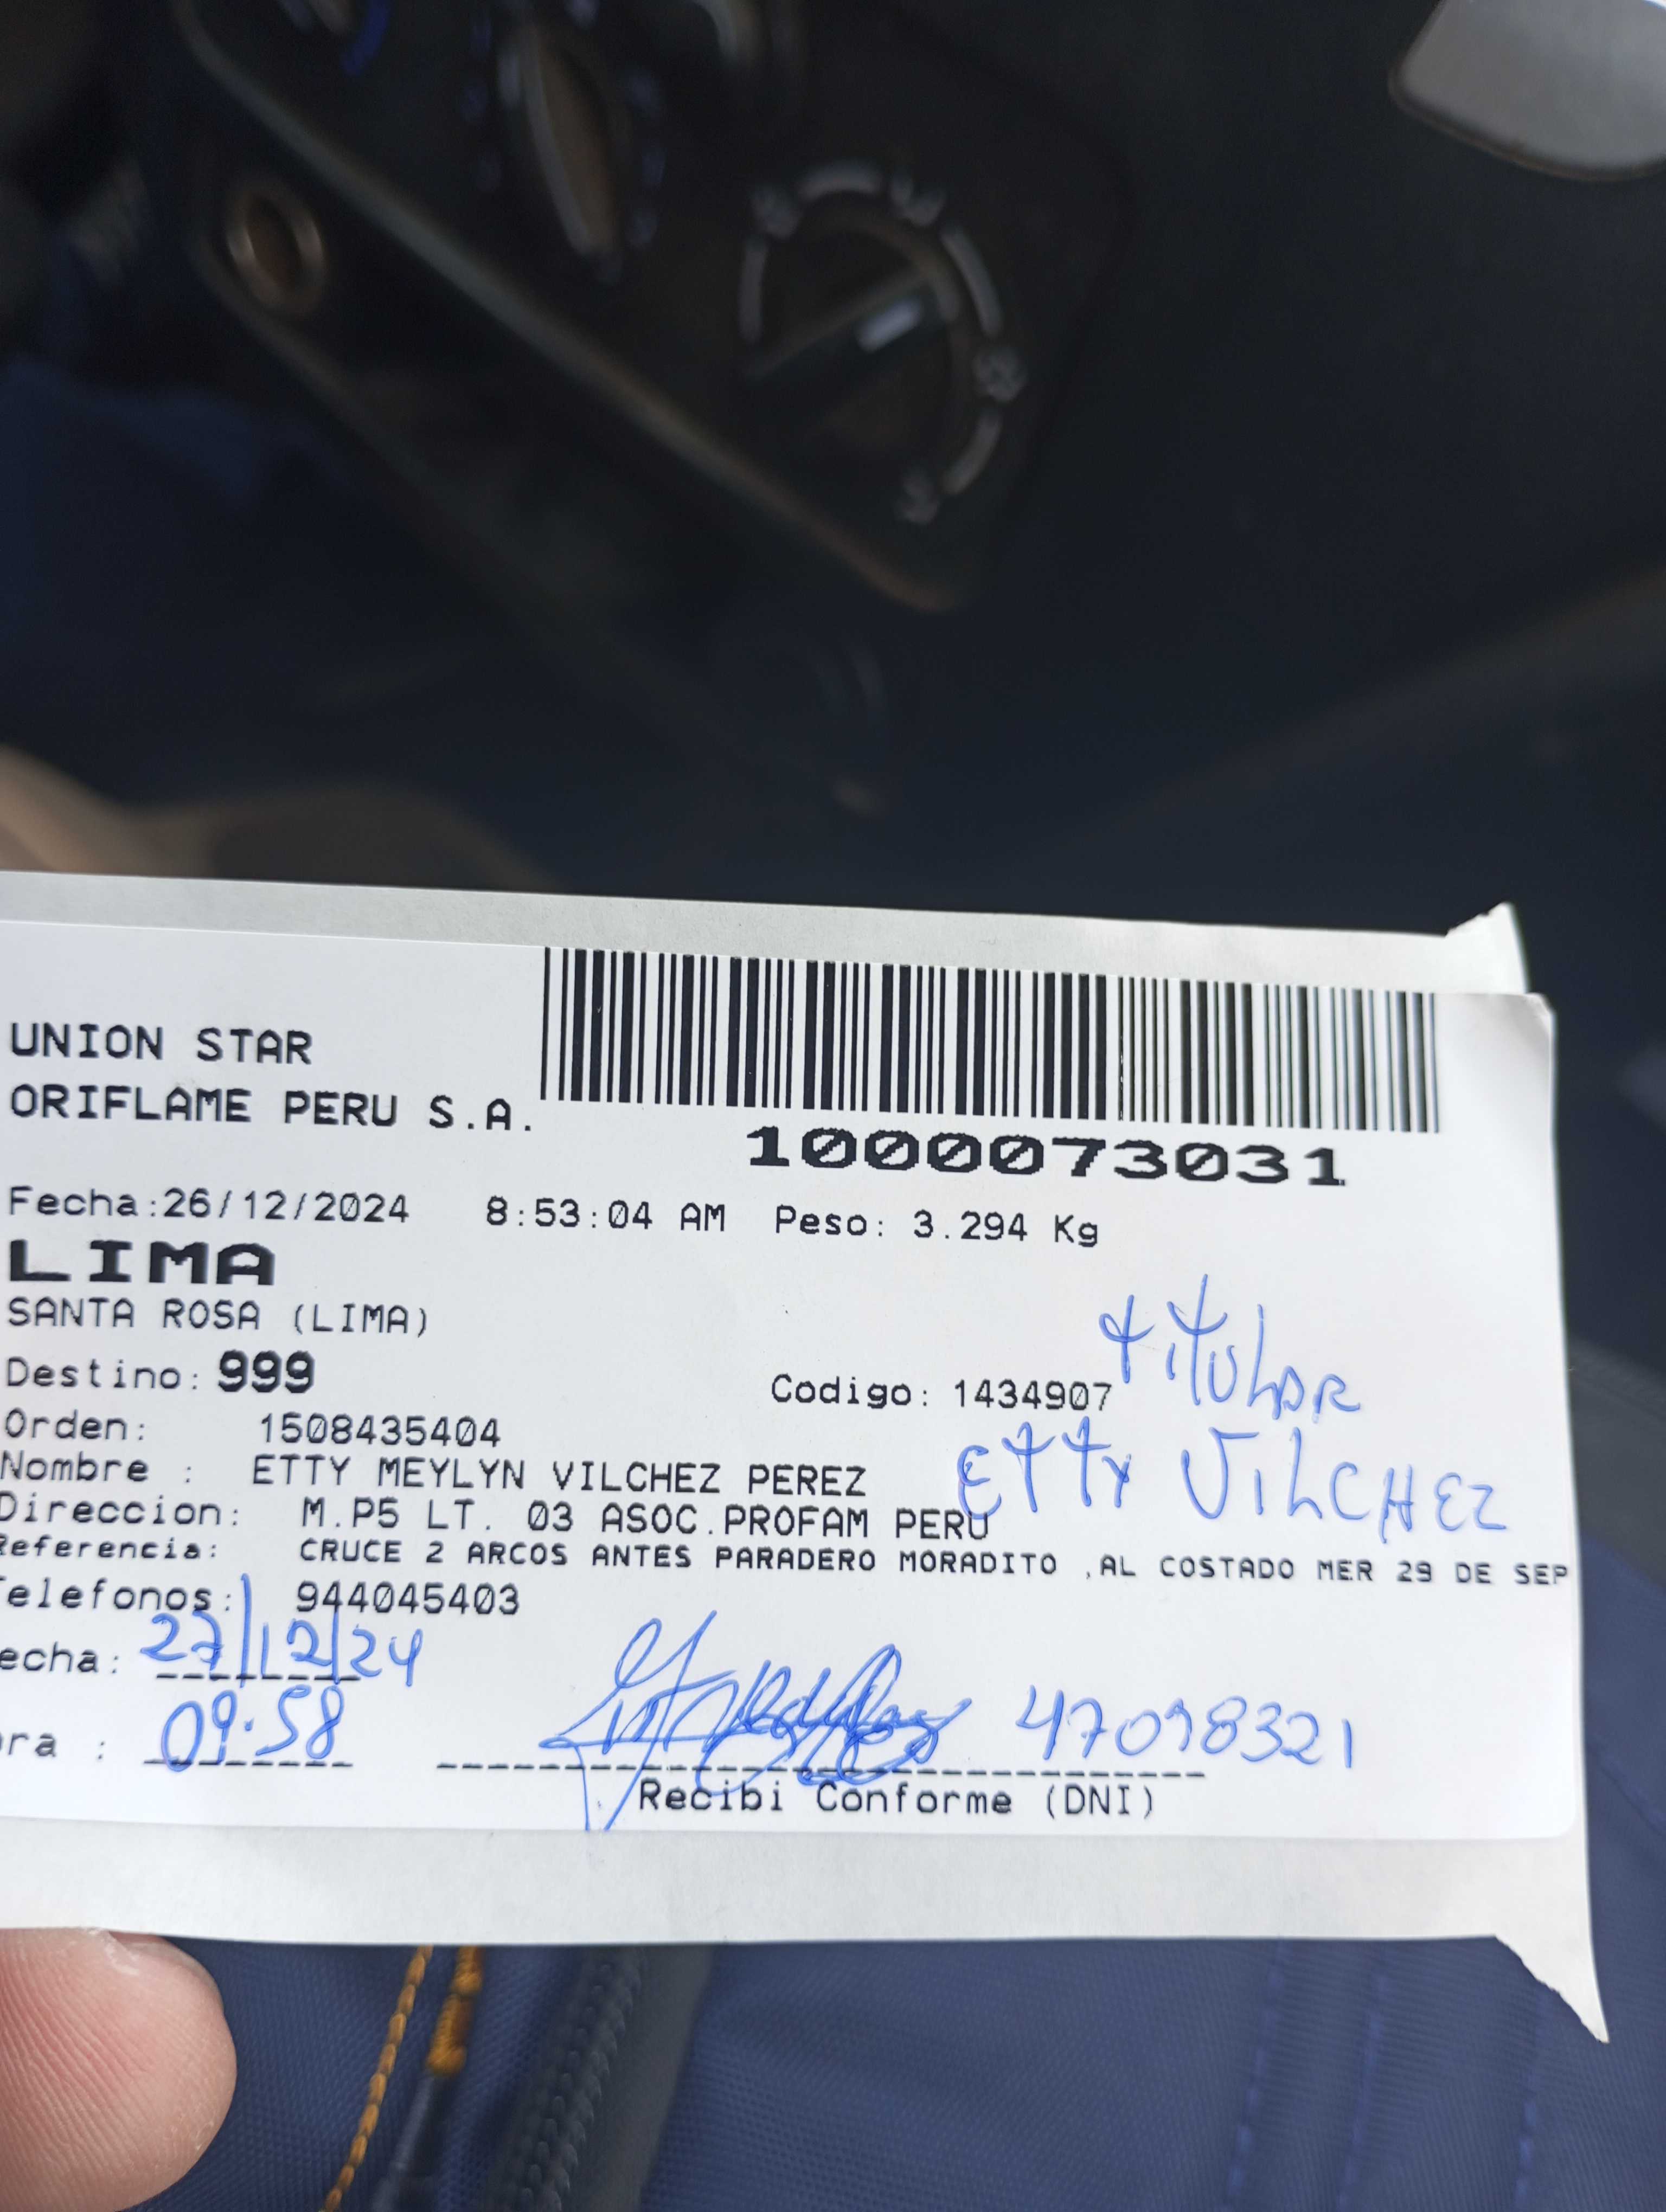 UNION STAR
ORIFLAME PERU S.A.
1000073031
Fecha:26/12/2024 8:53:04 AM Peso: 3.294 Kg
LIMA
SANTA ROSA (LIMA)
TITULAR
Destino: 999 Codigo: 1434907
Orden: 1508435404
ETTY VILCHEZ
Nombre : ETTY MEYLYN VILCHEZ PEREZ
Direccion: M.P5 LT. 03 ASOC.PROFAM PERU
Referencia: CRUCE 2 ARCOS ANTES PARADERO MORADITO ,AL COSTADO MER 29 DE SEP
elefonos: 944045403
echa: 27/12/24
ra : 09:58 47098321
Recibi Conforme (DNI)